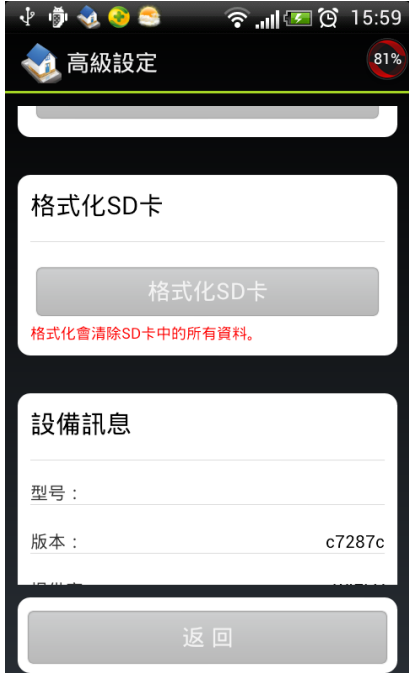 15:59
高級設定
81%
格式化SD卡
格式化SD卡
格式化會清除SD卡中的所有資料。
設備訊息
型号：
版本： c7287c
返回